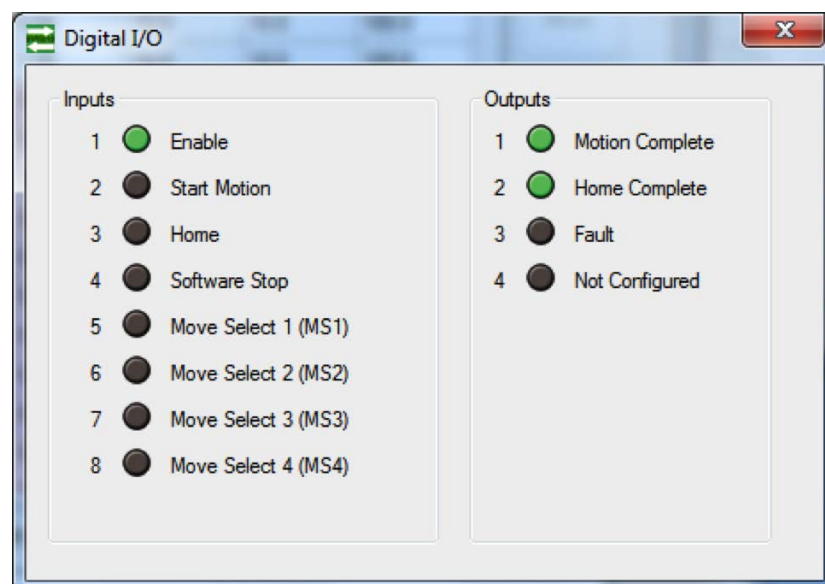 Digital I/O
X
Inputs
1 Enable
2 Start Motion
3 Home
4 Software Stop
5 Move Select 1 (MS1)
6 Move Select 2 (MS2)
7 Move Select 3 (MS3)
8 Move Select 4 (MS4)
Outputs
1 Motion Complete
2 Home Complete
3 Fault
4 Not Configured